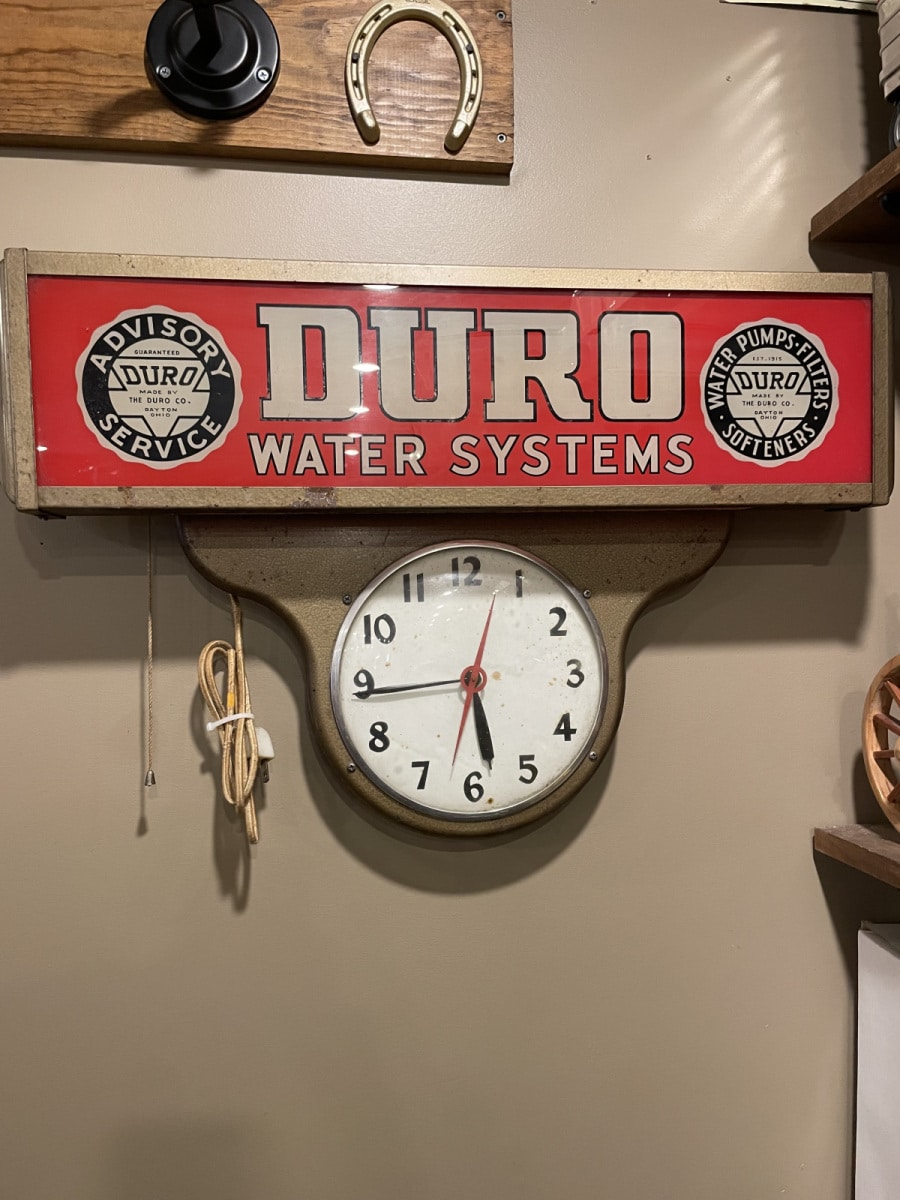 ADVISORY
GUARANTEED
DURO
MADE BY
THE DURO CO.
DAYTON
OHIO
SERVICE
DURO
WATER SYSTEMS
WATER PUMPS·FILTERS
EST. 1915
DURO
MADE BY
THE DURO CO.
DAYTON
OHIO
SOFTENERS
12
1
2
3
4
5
6
7
8
9
10
11